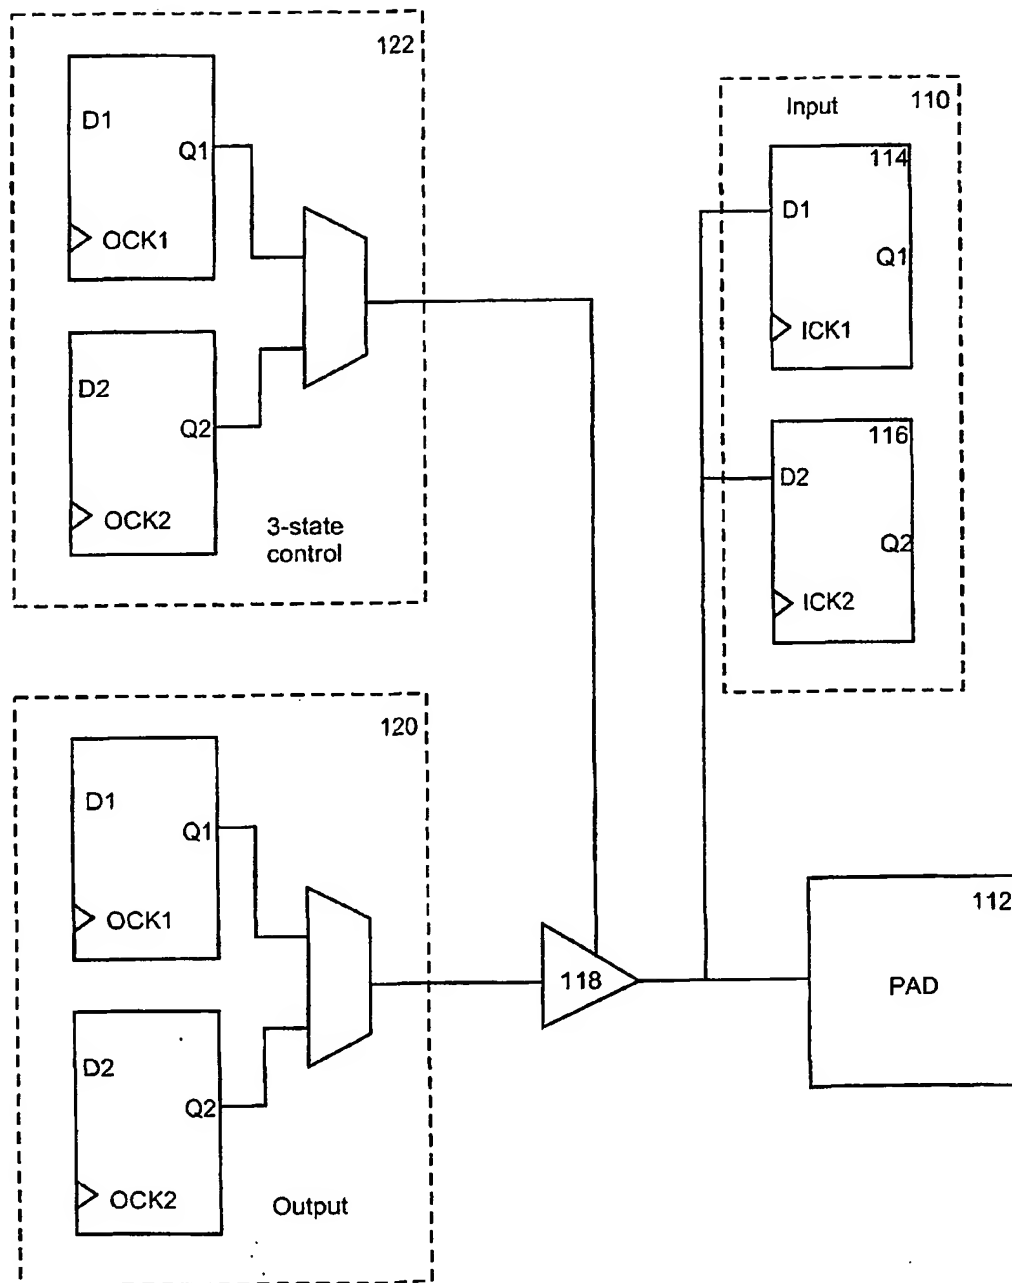 122
D1
Q1
OCK1
D2
Q2
OCK2
3-state
control
Input
110
114
D1
Q1
ICK1
116
D2
Q2
ICK2
120
D1
Q1
OCK1
D2
Q2
OCK2
Output
118
112
PAD